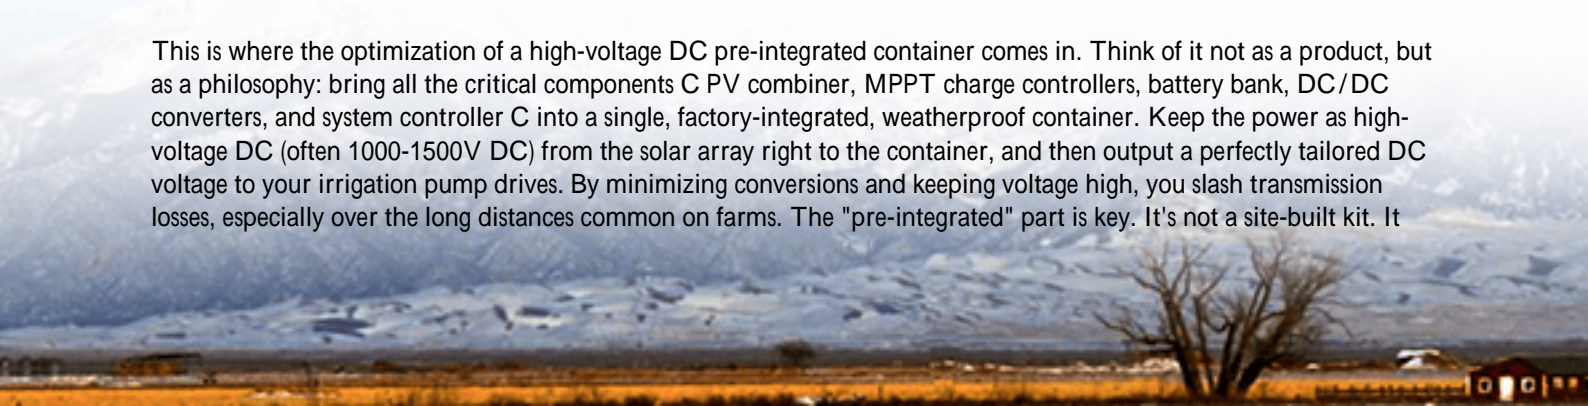 This is where the optimization of a high-voltage DC pre-integrated container comes in. Think of it not as a product, but
as a philosophy: bring all the critical components C PV combiner, MPPT charge controllers, battery bank, DC/DC
converters, and system controller C into a single, factory-integrated, weatherproof container. Keep the power as high-
voltage DC (often 1000-1500V DC) from the solar array right to the container, and then output a perfectly tailored DC
voltage to your irrigation pump drives. By minimizing conversions and keeping voltage high, you slash transmission
losses, especially over the long distances common on farms. The "pre-integrated" part is key. It's not a site-built kit. It